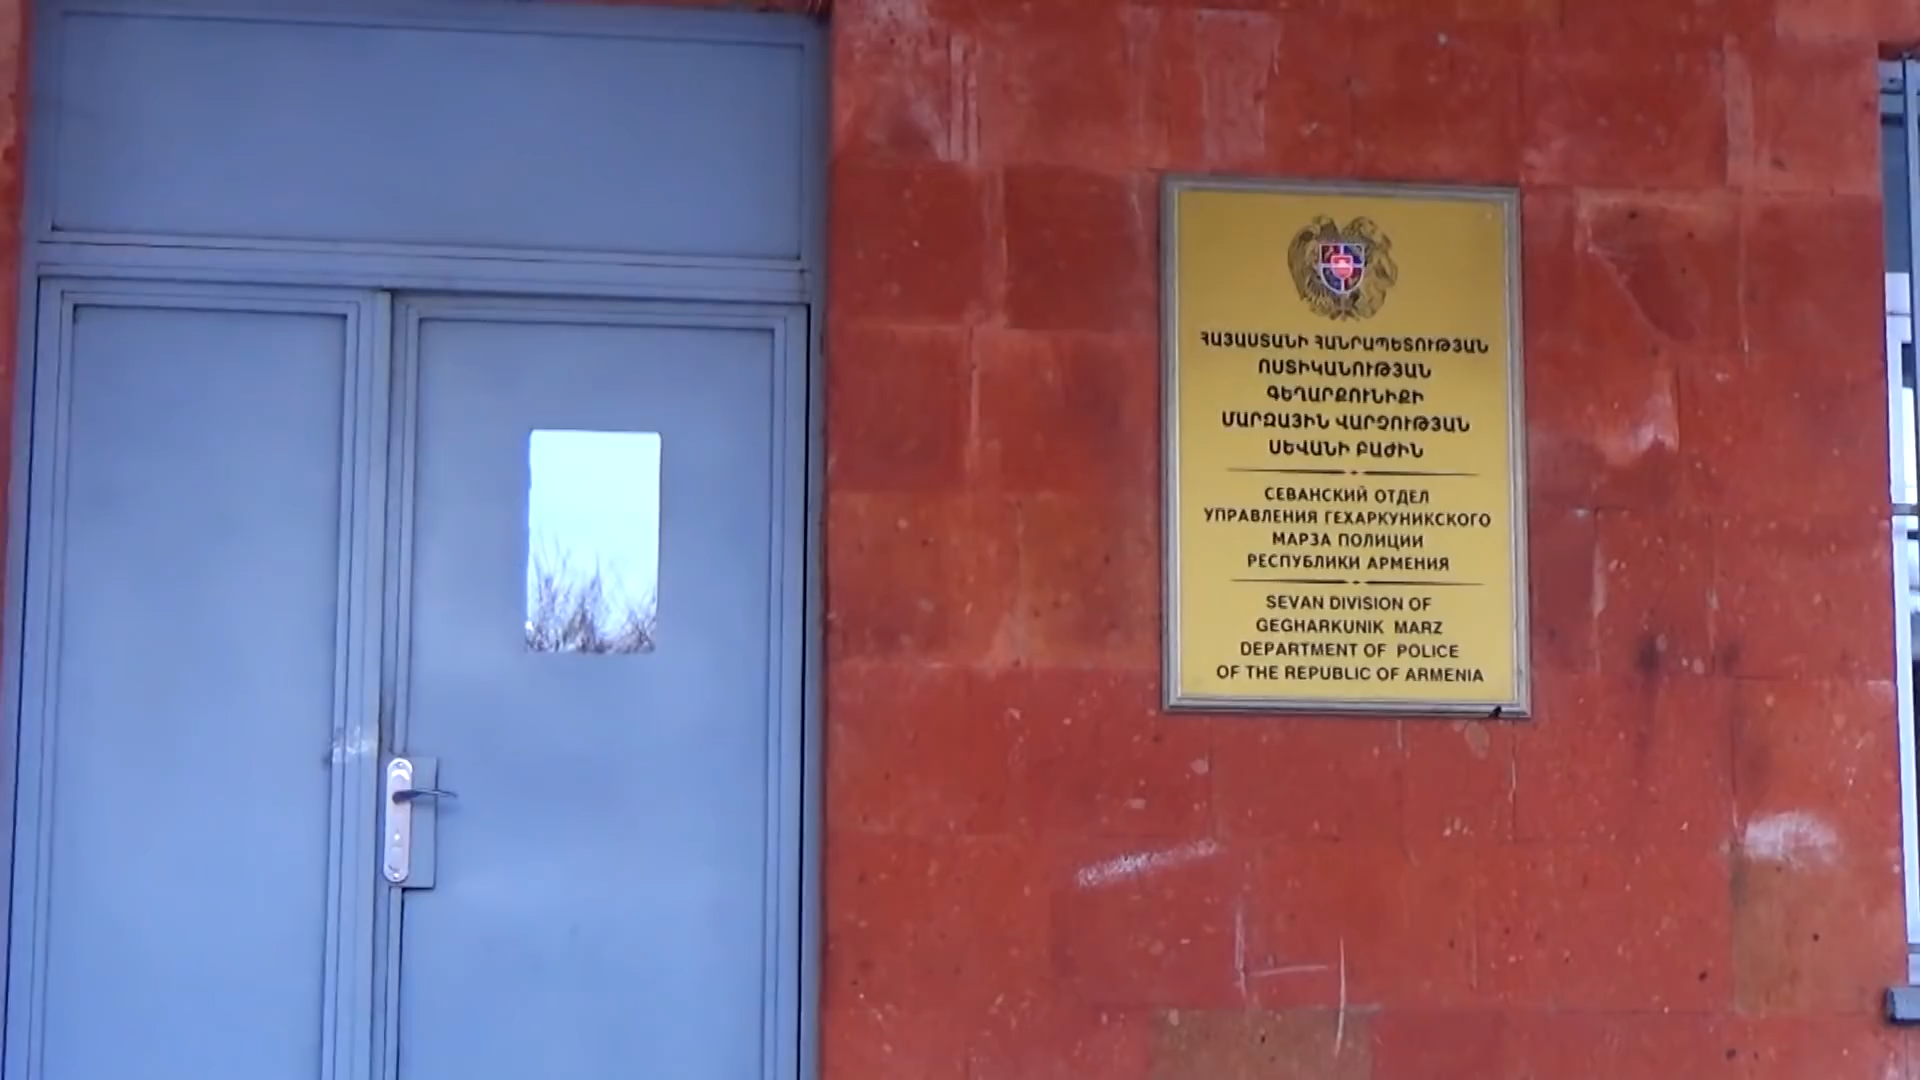 ՀԱՅԱՍՏԱՆԻ ՀԱՆՐԱՊԵՏՈՒԹՅԱՆ
ՈՍՏԻԿԱՆՈՒԹՅԱՆ
ԳԵՂԱՐՔՈՒՆԻՔԻ
ՄԱՐԶԱՅԻՆ ՎԱՐՉՈՒԹՅԱՆ
ՍԵՎԱՆԻ ԲԱԺԻՆ
СЕВАНСКИЙ ОТДЕЛ
УПРАВЛЕНИЯ ГЕХАРКУНИКСКОГО
МАРЗА ПОЛИЦИИ
РЕСПУБЛИКИ АРМЕНИЯ
SEVAN DIVISION OF
GEGHARKUNIK MARZ
DEPARTMENT OF POLICE
OF THE REPUBLIC OF ARMENIA